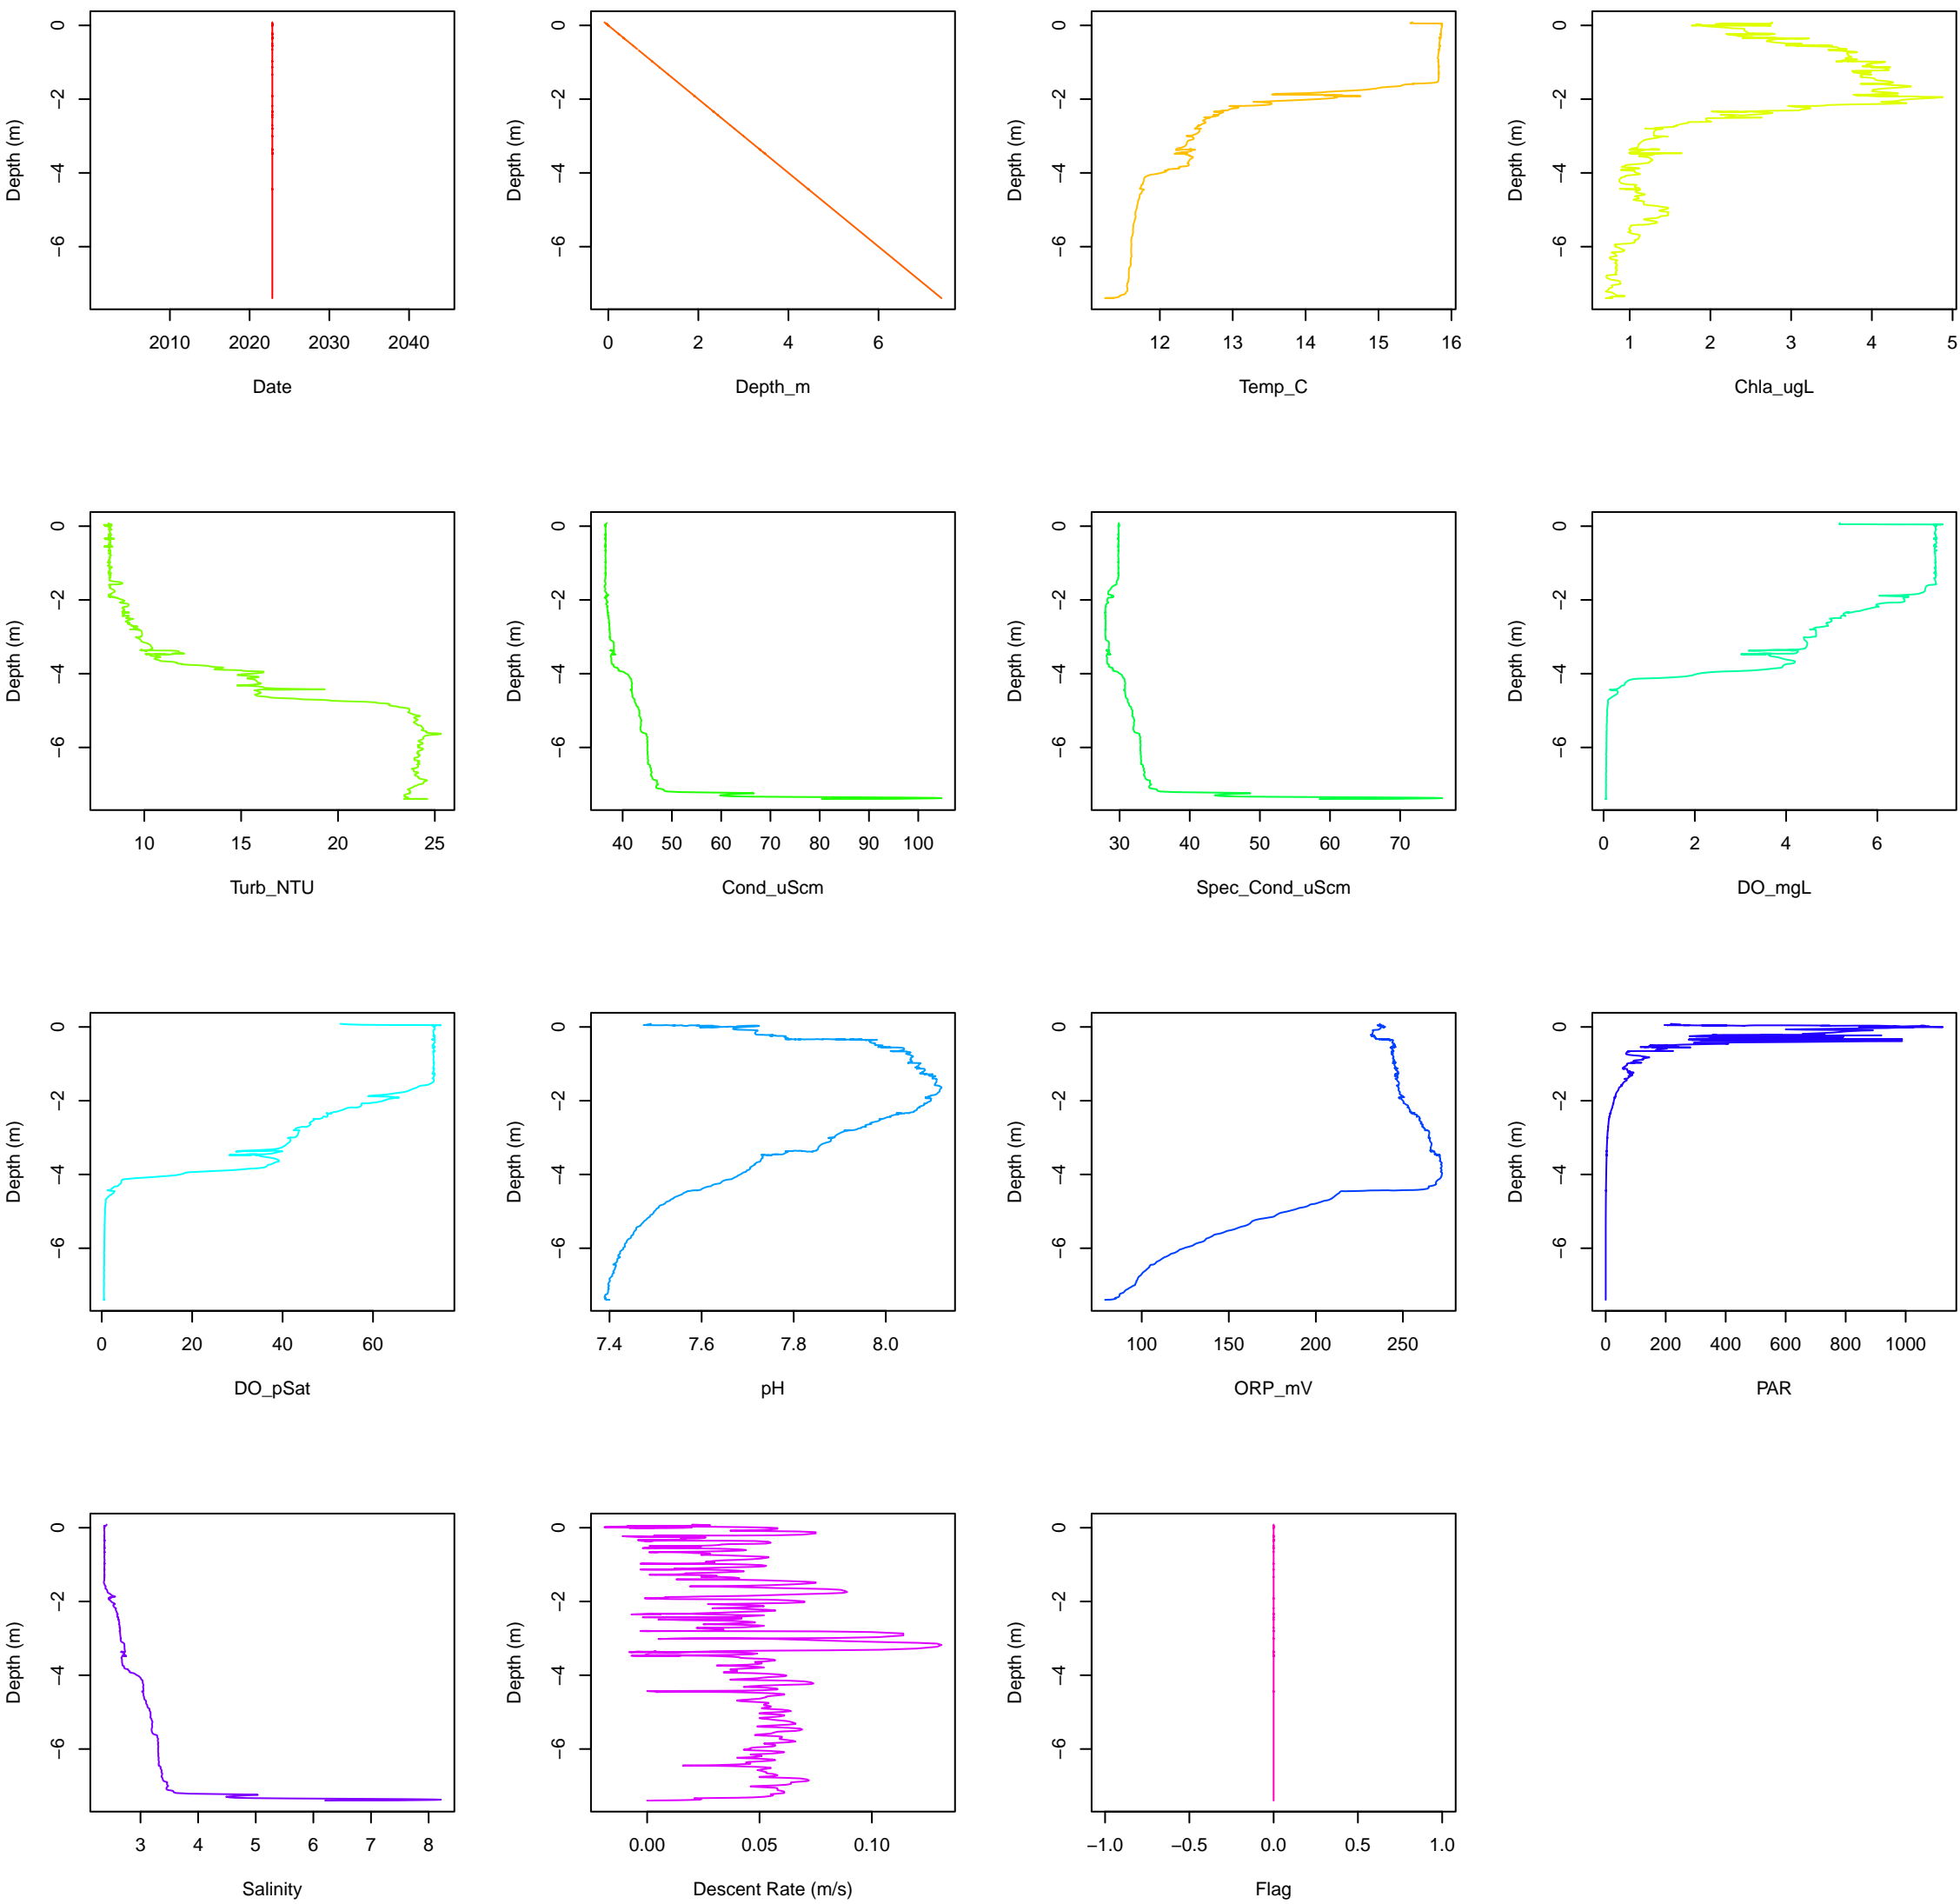 0 0 0 0
−2 −2 −2 −2
Depth (m) Depth (m) Depth (m) Depth (m)
−4 −4 −4 −4
−6 −6 −6 −6
2010 2020 2030 2040 0 2 4 6 12 13 14 15 16 1 2 3 4 5
Date Depth_m Temp_C Chla_ugL
0 0 0 0
−2 −2 −2 −2
Depth (m) Depth (m) Depth (m) Depth (m)
−4 −4 −4 −4
−6 −6 −6 −6
10 15 20 25 40 50 60 70 80 90 100 30 40 50 60 70 0 2 4 6
Turb_NTU Cond_uScm Spec_Cond_uScm DO_mgL
0 0 0 0
−2 −2 −2 −2
Depth (m) Depth (m) Depth (m) Depth (m)
−4 −4 −4 −4
−6 −6 −6 −6
0 20 40 60 7.4 7.6 7.8 8.0 100 150 200 250 0 200 400 600 800 1000
DO_pSat pH ORP_mV PAR
0 0 0
−2 −2 −2
Depth (m) Depth (m) Depth (m)
−4 −4 −4
−6 −6 −6
3 4 5 6 7 8 0.00 0.05 0.10 −1.0 −0.5 0.0 0.5 1.0
Salinity Descent Rate (m/s) Flag